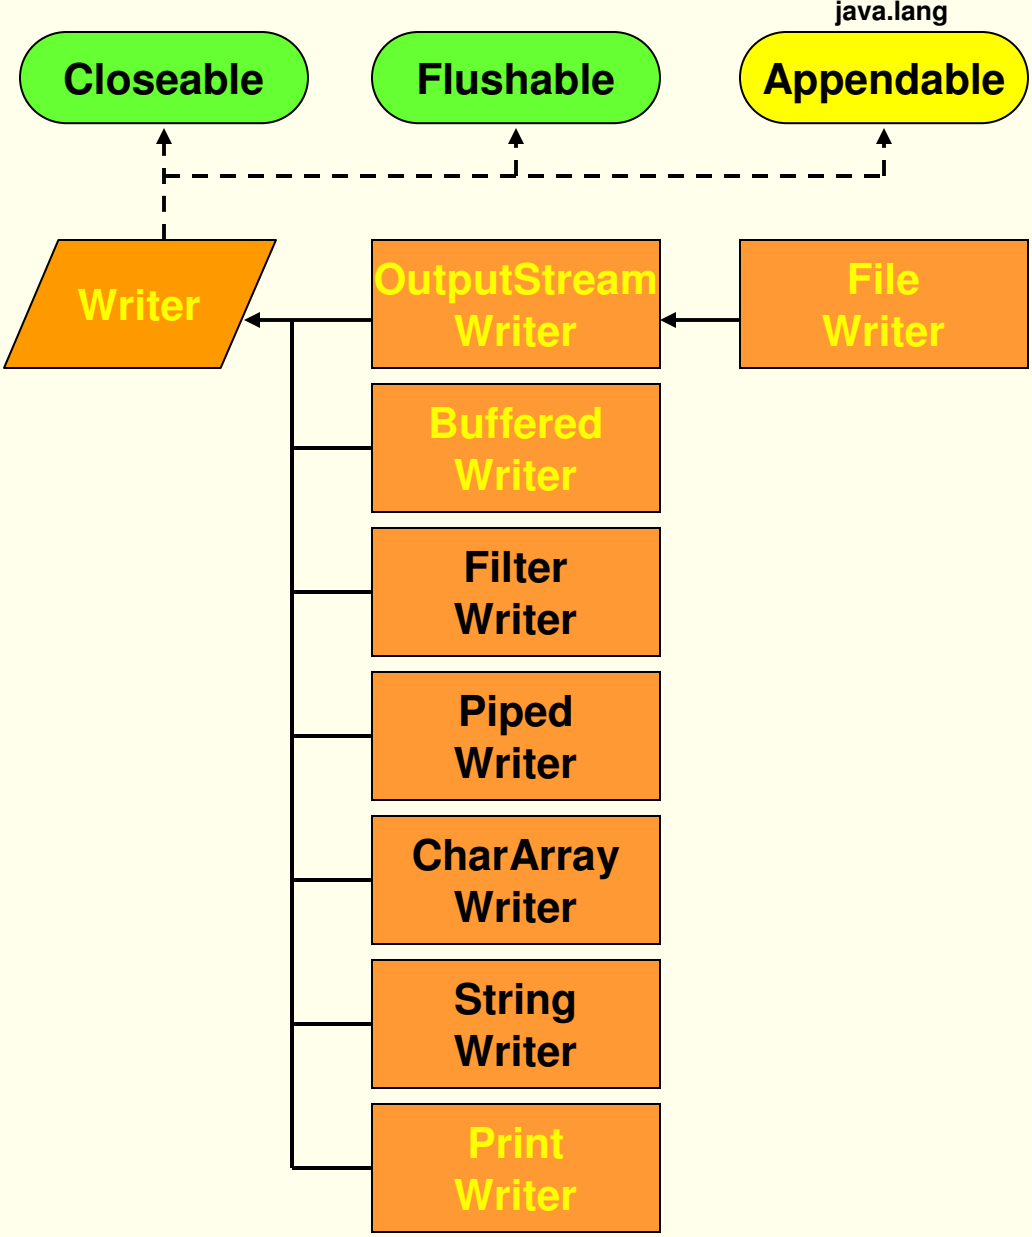 java.lang
Closeable
Flushable
Appendable
Writer
OutputStream
Writer
File
Writer
Buffered
Writer
Filter
Writer
Piped
Writer
CharArray
Writer
String
Writer
Print
Writer